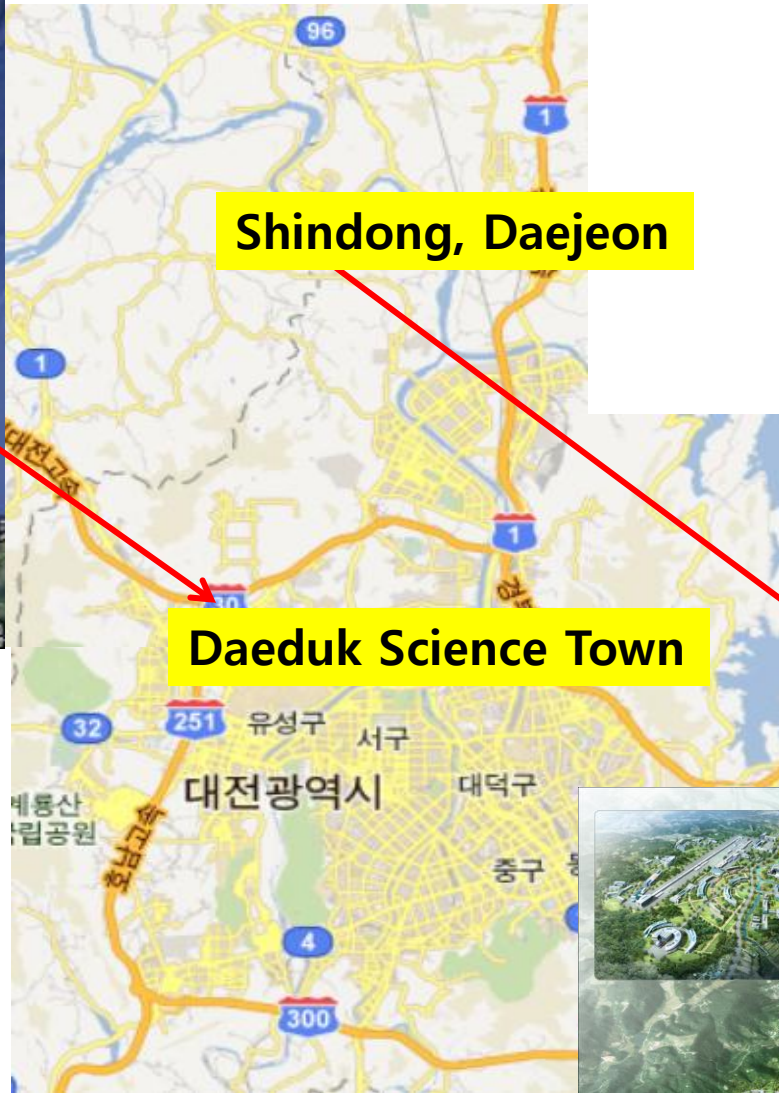 96
1
Shindong, Daejeon
1
대전고속
1
30
Daeduk Science Town
32
251
유성구
서구
대전광역시
대덕구
계룡산
국립공원
호남고속
중구
4
300